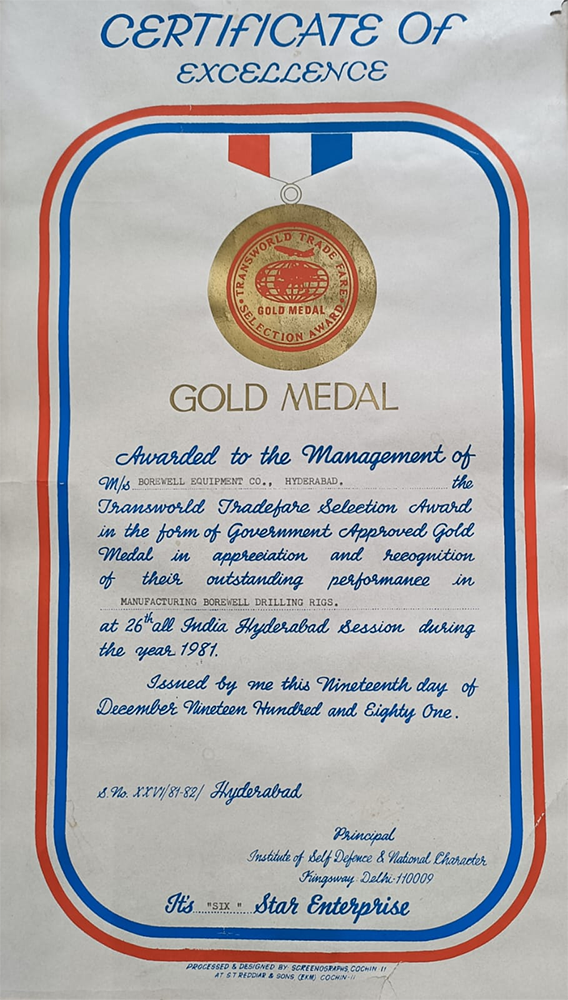 CERTIFICATE OF
EXCELLENCE
TRANSWORLD TRADE FARE
GOLD MEDAL
SELECTION AWARD
GOLD MEDAL
Awarded to the Management of
M/s BOREWELL EQUIPMENT CO., HYDERABAD. the
Transworld Tradefare Selection Award
in the form of Government Approved Gold
Medal in appreciation and recognition
of their outstanding performance in
MANUFACTURING BOREWELL DRILLING RIGS.
at 26th all India Hyderabad Session during
the year 1981.
Issued by me this Nineteenth day of
December Nineteen Hundred and Eighty One.
S. No. XXVI/81-82/ Hyderabad
Principal
Institute of Self Defence & National Character
Kingsway. Delhi-110009
It's "SIX" Star Enterprise
PROCESSED & DESIGNED BY SCREENOGRAPHS, COCHIN-11
AT S T REDDIAR & SONS (EKM) COCHIN-11